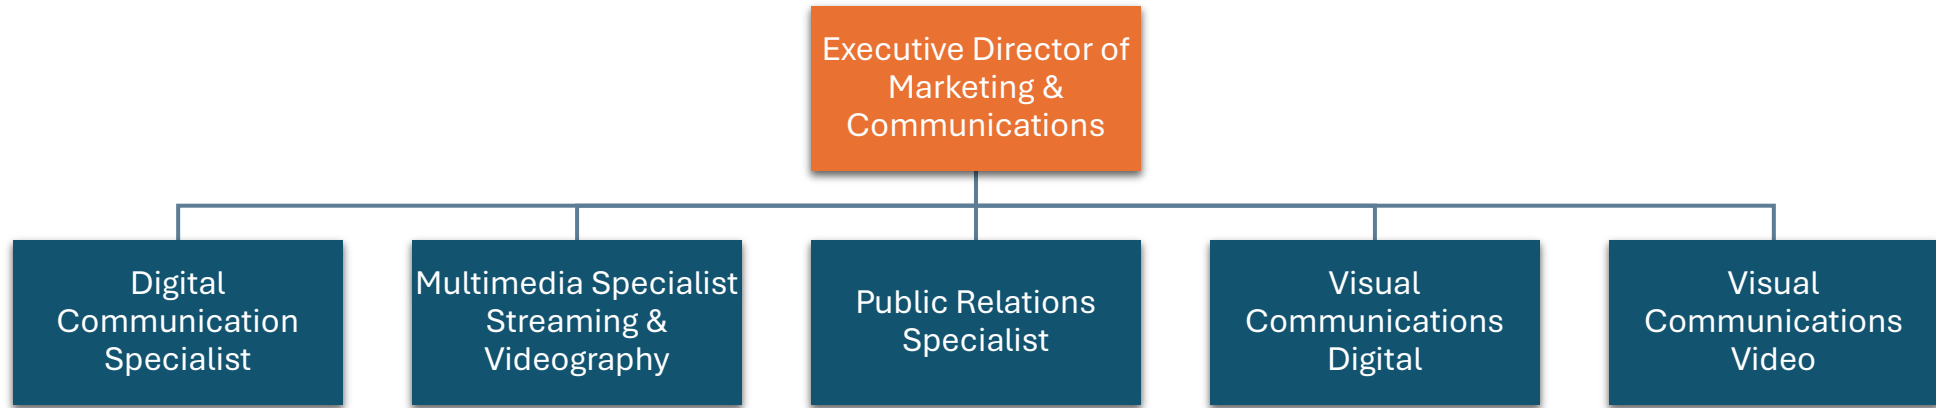 Executive Director of
Marketing &
Communications
Digital
Communication
Specialist
Multimedia Specialist
Streaming &
Videography
Public Relations
Specialist
Visual
Communications
Digital
Visual
Communications
Video